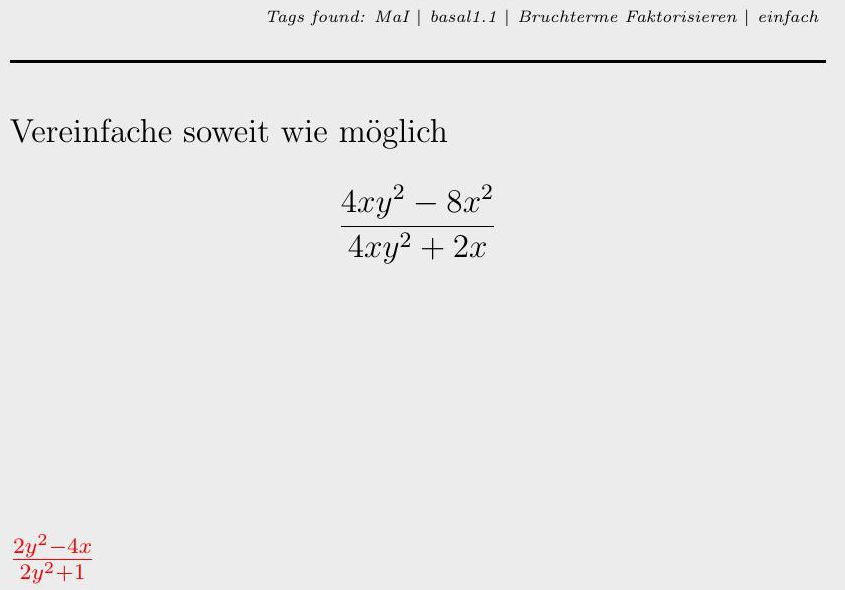 Tags found: MaI | basal1.1 | Bruchterme Faktorisieren | einfach
Vereinfache soweit wie möglich
\frac{4xy^2 - 8x^2}{4xy^2 + 2x}
\frac{2y^2-4x}{2y^2+1}